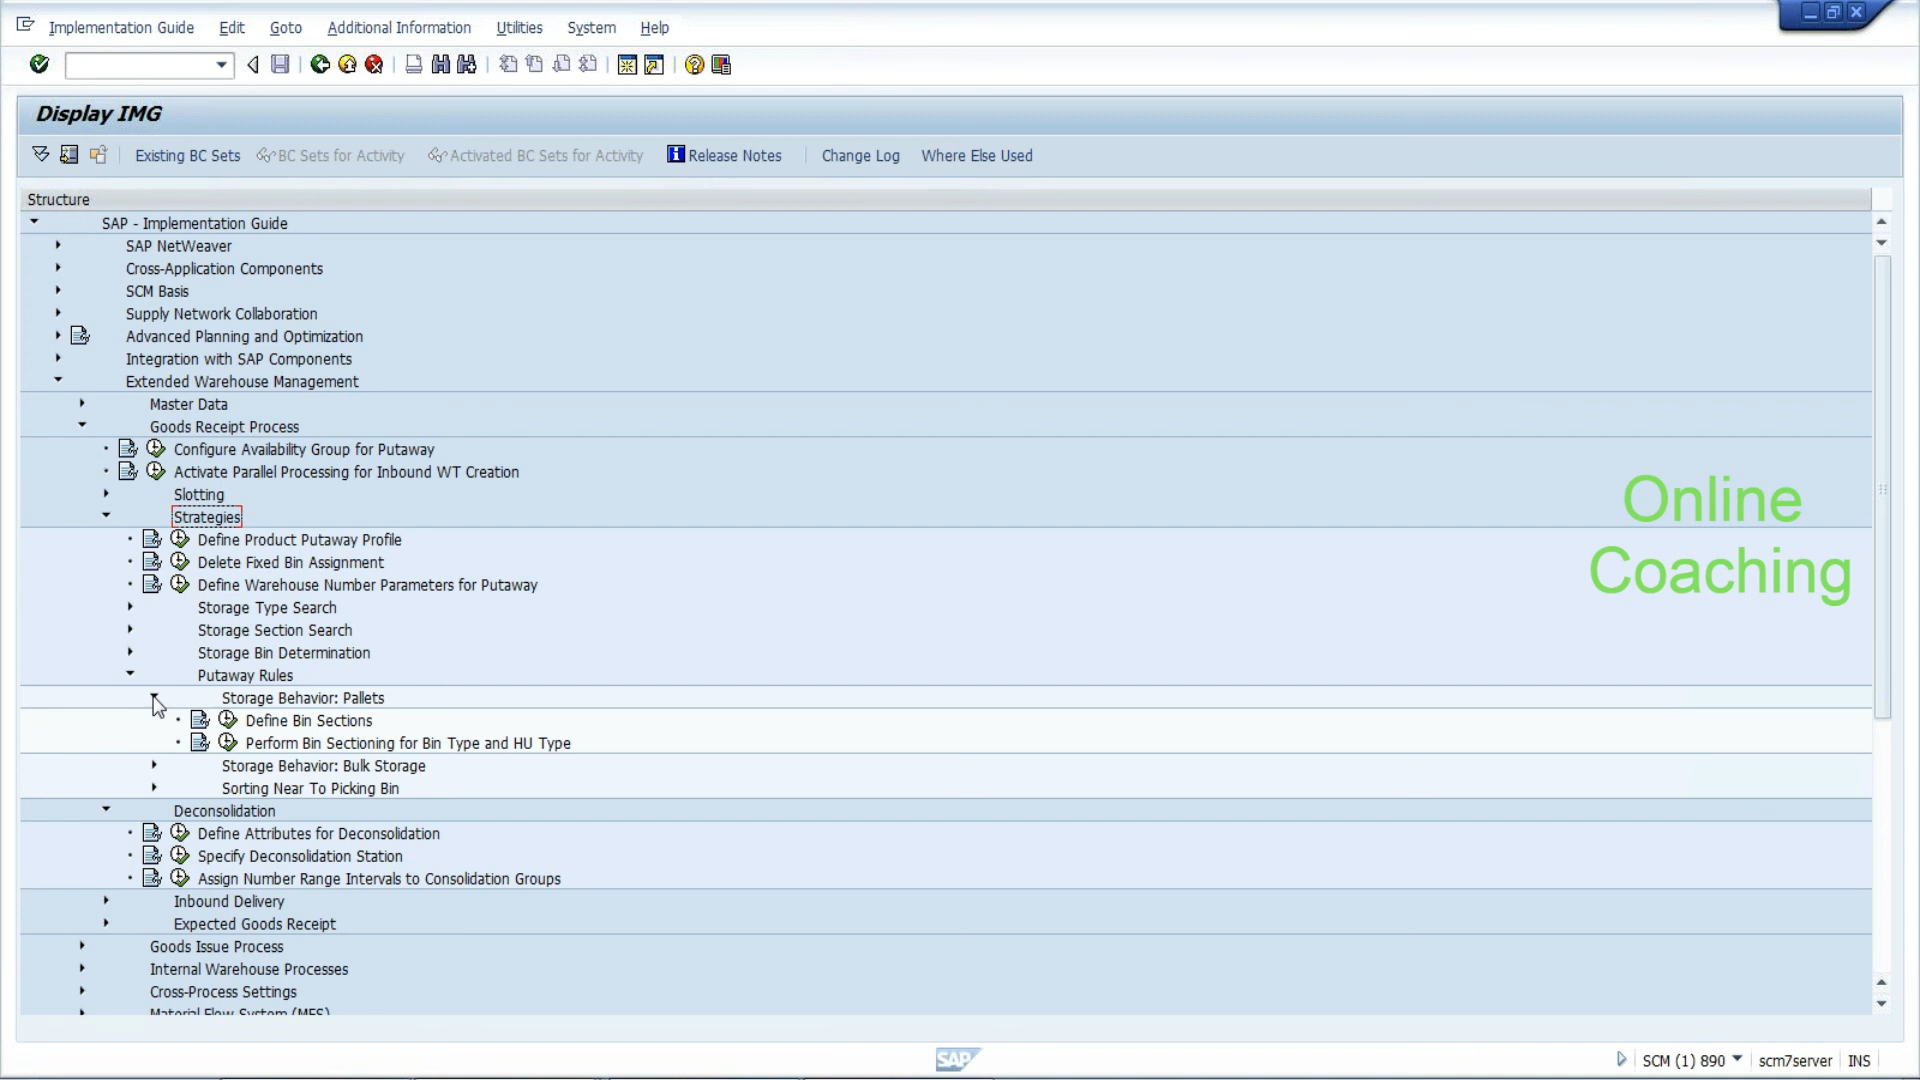 Implementation Guide Edit Goto Additional Information Utilities System Help
Display IMG
Existing BC Sets BC Sets for Activity Activated BC Sets for Activity Release Notes Change Log Where Else Used
Structure
SAP - Implementation Guide
SAP NetWeaver
Cross-Application Components
SCM Basis
Supply Network Collaboration
Advanced Planning and Optimization
Integration with SAP Components
Extended Warehouse Management
Master Data
Goods Receipt Process
Configure Availability Group for Putaway
Activate Parallel Processing for Inbound WT Creation
Slotting
Strategies
Define Product Putaway Profile
Delete Fixed Bin Assignment
Define Warehouse Number Parameters for Putaway
Storage Type Search
Storage Section Search
Storage Bin Determination
Putaway Rules
Storage Behavior: Pallets
Define Bin Sections
Perform Bin Sectioning for Bin Type and HU Type
Storage Behavior: Bulk Storage
Sorting Near To Picking Bin
Deconsolidation
Define Attributes for Deconsolidation
Specify Deconsolidation Station
Assign Number Range Intervals to Consolidation Groups
Inbound Delivery
Expected Goods Receipt
Goods Issue Process
Internal Warehouse Processes
Cross-Process Settings
Material Flow System (MFS)
Online
Coaching
SAP SCM (1) 890 scm7server INS